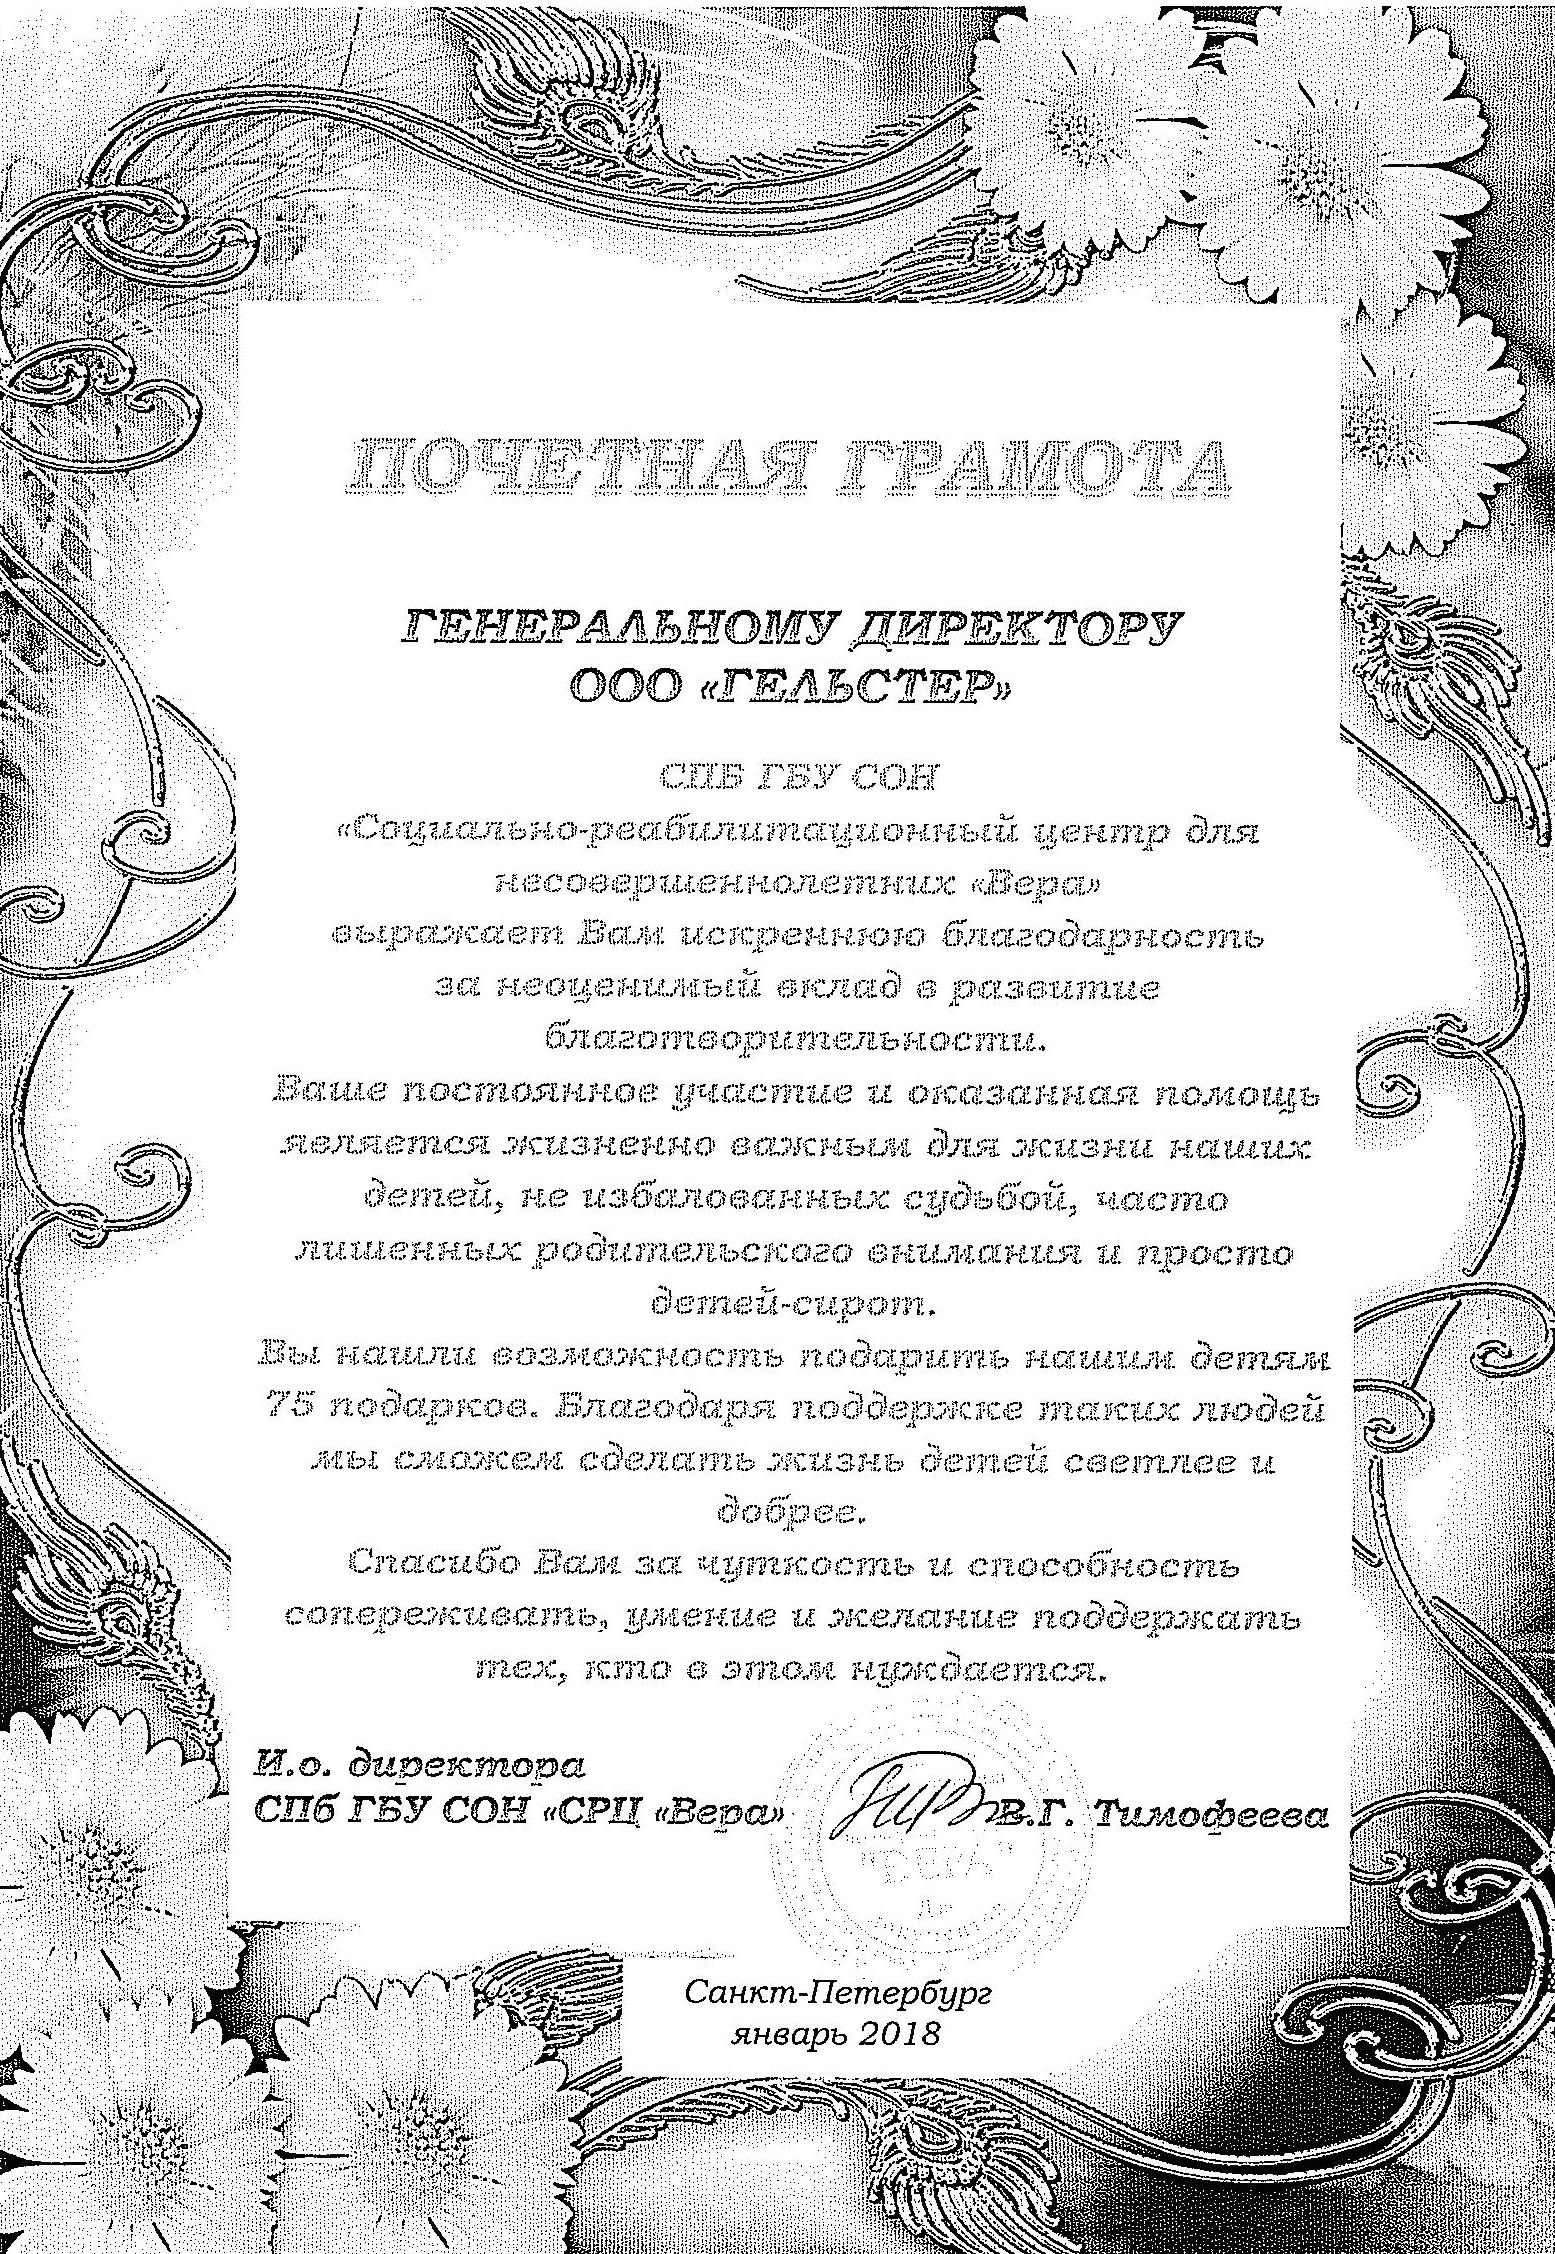 ПОЧЕТНАЯ ГРАМОТА
ГЕНЕРАЛЬНОМУ ДИРЕКТОРУ
ООО «ГЕЛЬСТЕР»
СПБ ГБУ СОН
«Социально-реабилитационный центр для
несовершеннолетних «Вера»
выражает Вам искреннюю благодарность
за неоценимый вклад в развитие
благотворительности.
Ваше постоянное участие и оказанная помощь
является жизненно важным для жизни наших
детей, не избалованных судьбой, часто
лишенных родительского внимания и просто
детей-сирот.
Вы нашли возможность подарить нашим детям
75 подарков. Благодаря поддержке таких людей
мы сможем сделать жизнь детей светлее и
добрее.
Спасибо Вам за чуткость и способность
сопереживать, умение и желание поддержать
тех, кто в этом нуждается.
И.о. директора
СПб ГБУ СОН «СРЦ «Вера» В.Г. Тимофеева
"ВЕРА"
Санкт-Петербург
январь 2018